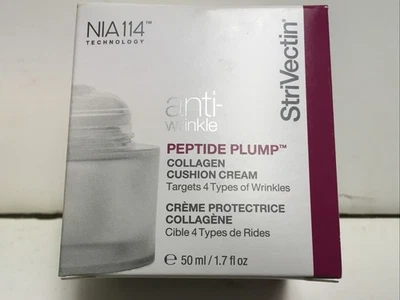 NIA114™
TECHNOLOGY
anti-
wrinkle
StriVectin®
PEPTIDE PLUMP™
COLLAGEN
CUSHION CREAM
Targets 4 Types of Wrinkles
CRÈME PROTECTRICE
COLLAGÈNE
Cible 4 Types de Rides
e 50 ml / 1.7 fl oz